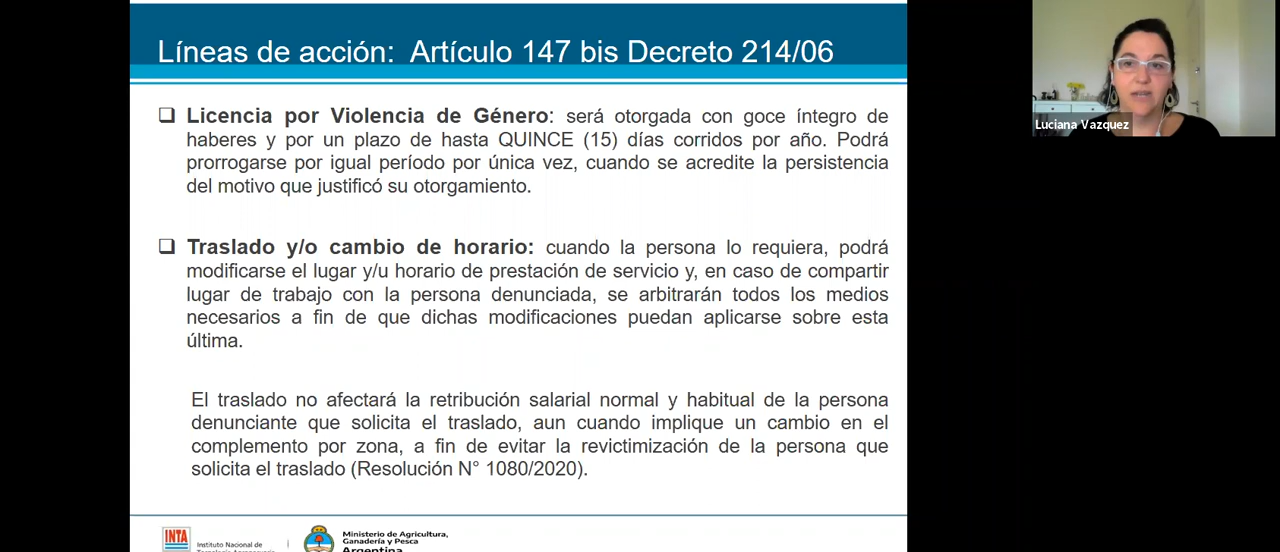 Líneas de acción: Artículo 147 bis Decreto 214/06
Luciana Vazquez
❑ Licencia por Violencia de Género: será otorgada con goce íntegro de
haberes y por un plazo de hasta QUINCE (15) días corridos por año. Podrá
prorrogarse por igual período por única vez, cuando se acredite la persistencia
del motivo que justificó su otorgamiento.
❑ Traslado y/o cambio de horario: cuando la persona lo requiera, podrá
modificarse el lugar y/u horario de prestación de servicio y, en caso de compartir
lugar de trabajo con la persona denunciada, se arbitrarán todos los medios
necesarios a fin de que dichas modificaciones puedan aplicarse sobre esta
última.
El traslado no afectará la retribución salarial normal y habitual de la persona
denunciante que solicita el traslado, aun cuando implique un cambio en el
complemento por zona, a fin de evitar la revictimización de la persona que
solicita el traslado (Resolución N° 1080/2020).
INTA
Instituto Nacional de
Ministerio de Agricultura,
Ganadería y Pesca
Argentina